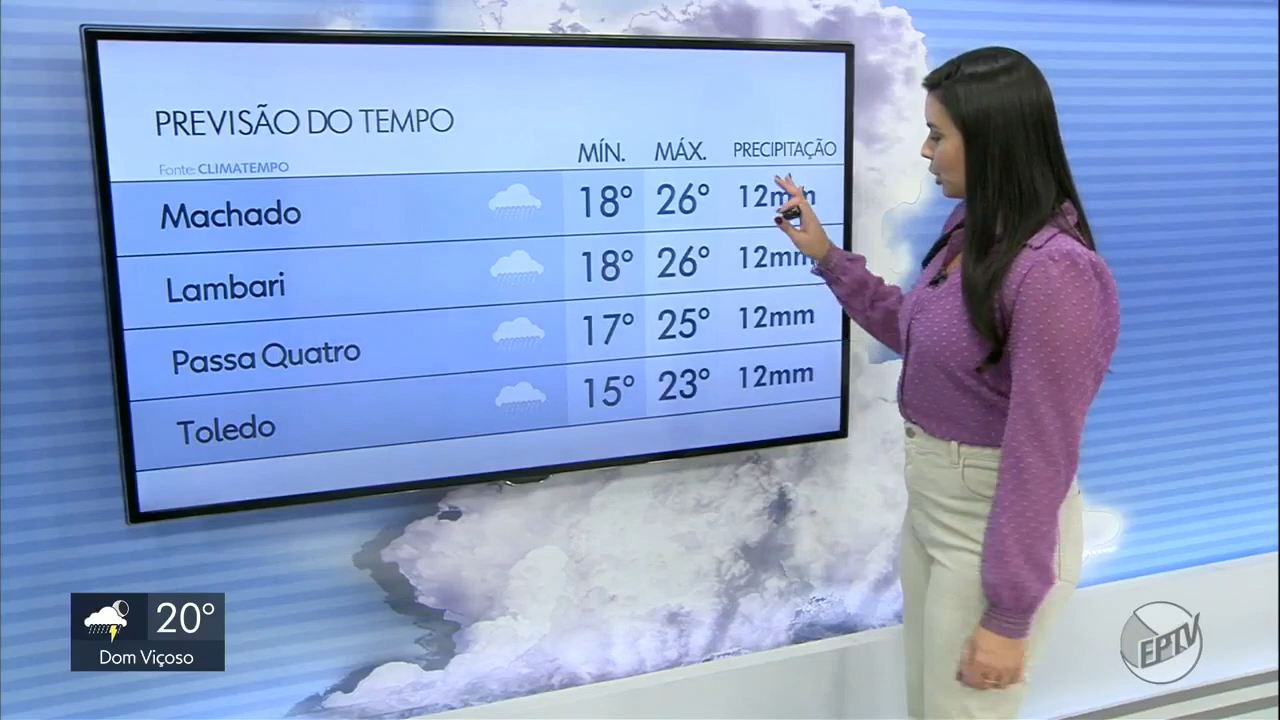 PREVISÃO DO TEMPO
Fonte: CLIMATEMPO
MÍN. MÁX. PRECIPITAÇÃO
Machado 18° 26° 12mm
Lambari 18° 26° 12mm
Passa Quatro 17° 25° 12mm
Toledo 15° 23° 12mm
20°
Dom Viçoso
EPTV